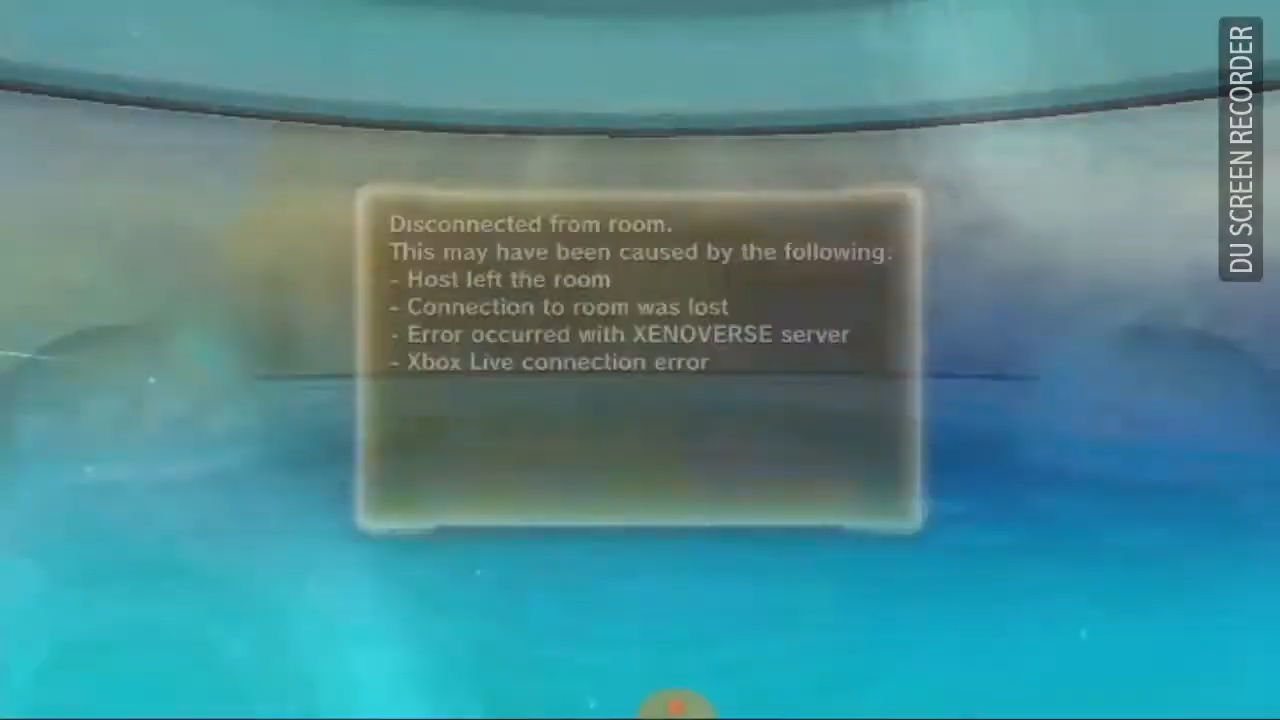 Disconnected from room.
This may have been caused by the following:
- Host left the room
- Connection to room was lost
- Error occurred with XENOVERSE server
- Xbox Live connection error
DU SCREEN RECORDER